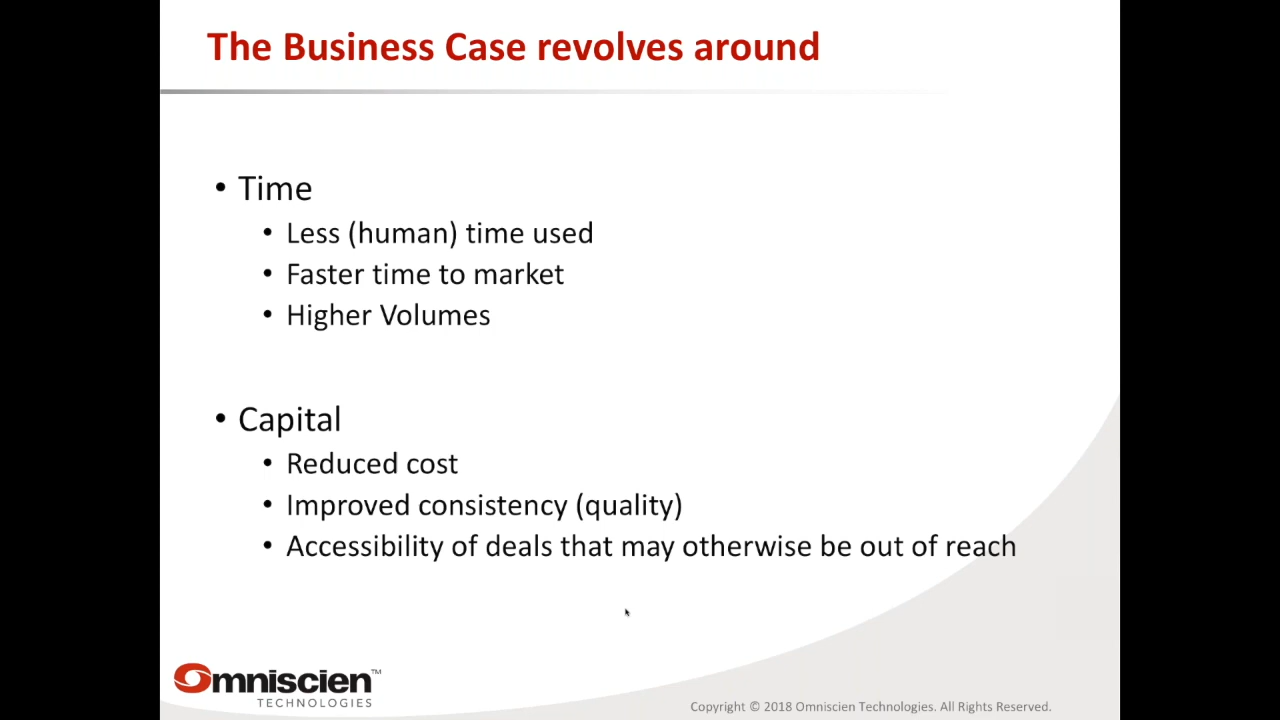 The Business Case revolves around
• Time
• Less (human) time used
• Faster time to market
• Higher Volumes
• Capital
• Reduced cost
• Improved consistency (quality)
• Accessibility of deals that may otherwise be out of reach
Omniscien™
TECHNOLOGIES
Copyright © 2018 Omniscien Technologies. All Rights Reserved.